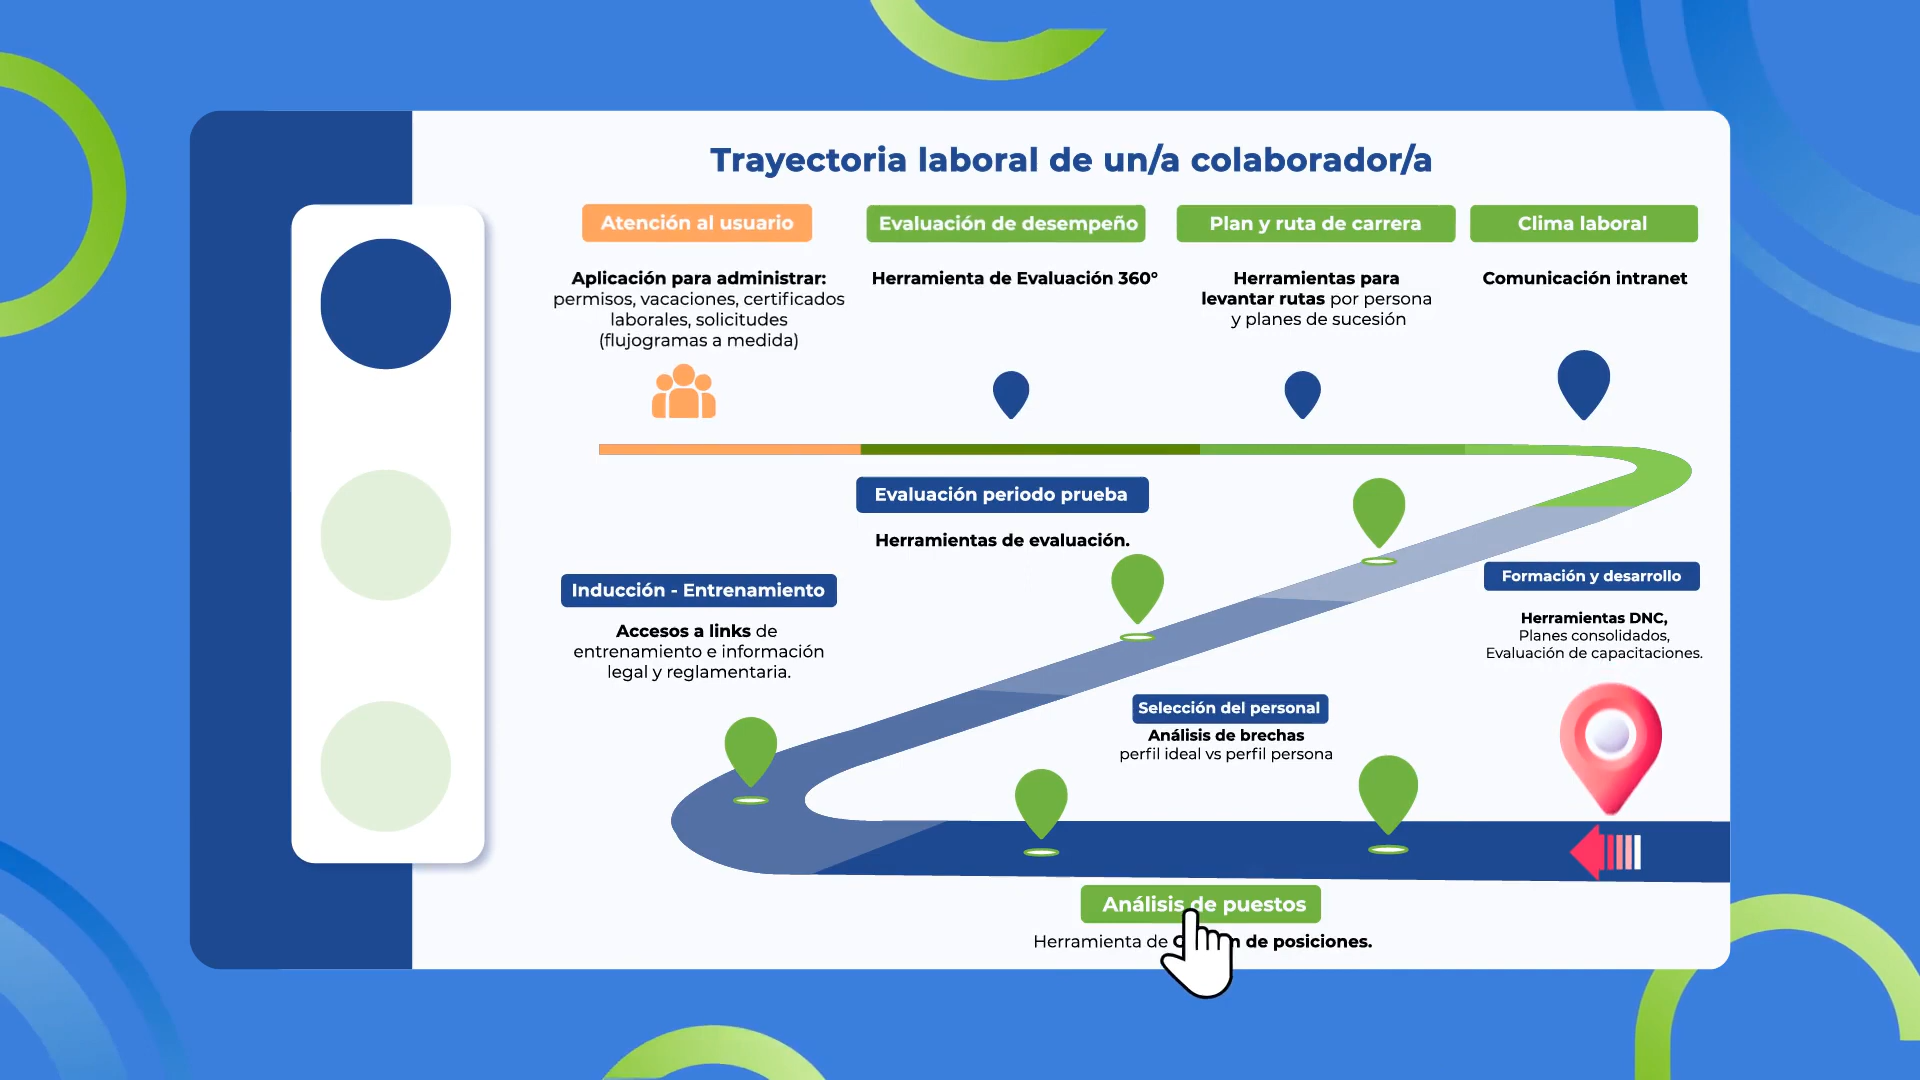 Trayectoria laboral de un/a colaborador/a
Atención al usuario
Aplicación para administrar:
permisos, vacaciones, certificados
laborales, solicitudes
(flujogramas a medida)
Evaluación de desempeño
Herramienta de Evaluación 360°
Plan y ruta de carrera
Herramientas para
levantar rutas por persona
y planes de sucesión
Clima laboral
Comunicación intranet
Evaluación periodo prueba
Herramientas de evaluación.
Inducción - Entrenamiento
Accesos a links de
entrenamiento e información
legal y reglamentaria.
Formación y desarrollo
Herramientas DNC,
Planes consolidados,
Evaluación de capacitaciones.
Selección del personal
Análisis de brechas
perfil ideal vs perfil persona
Análisis de puestos
Herramienta de de posiciones.